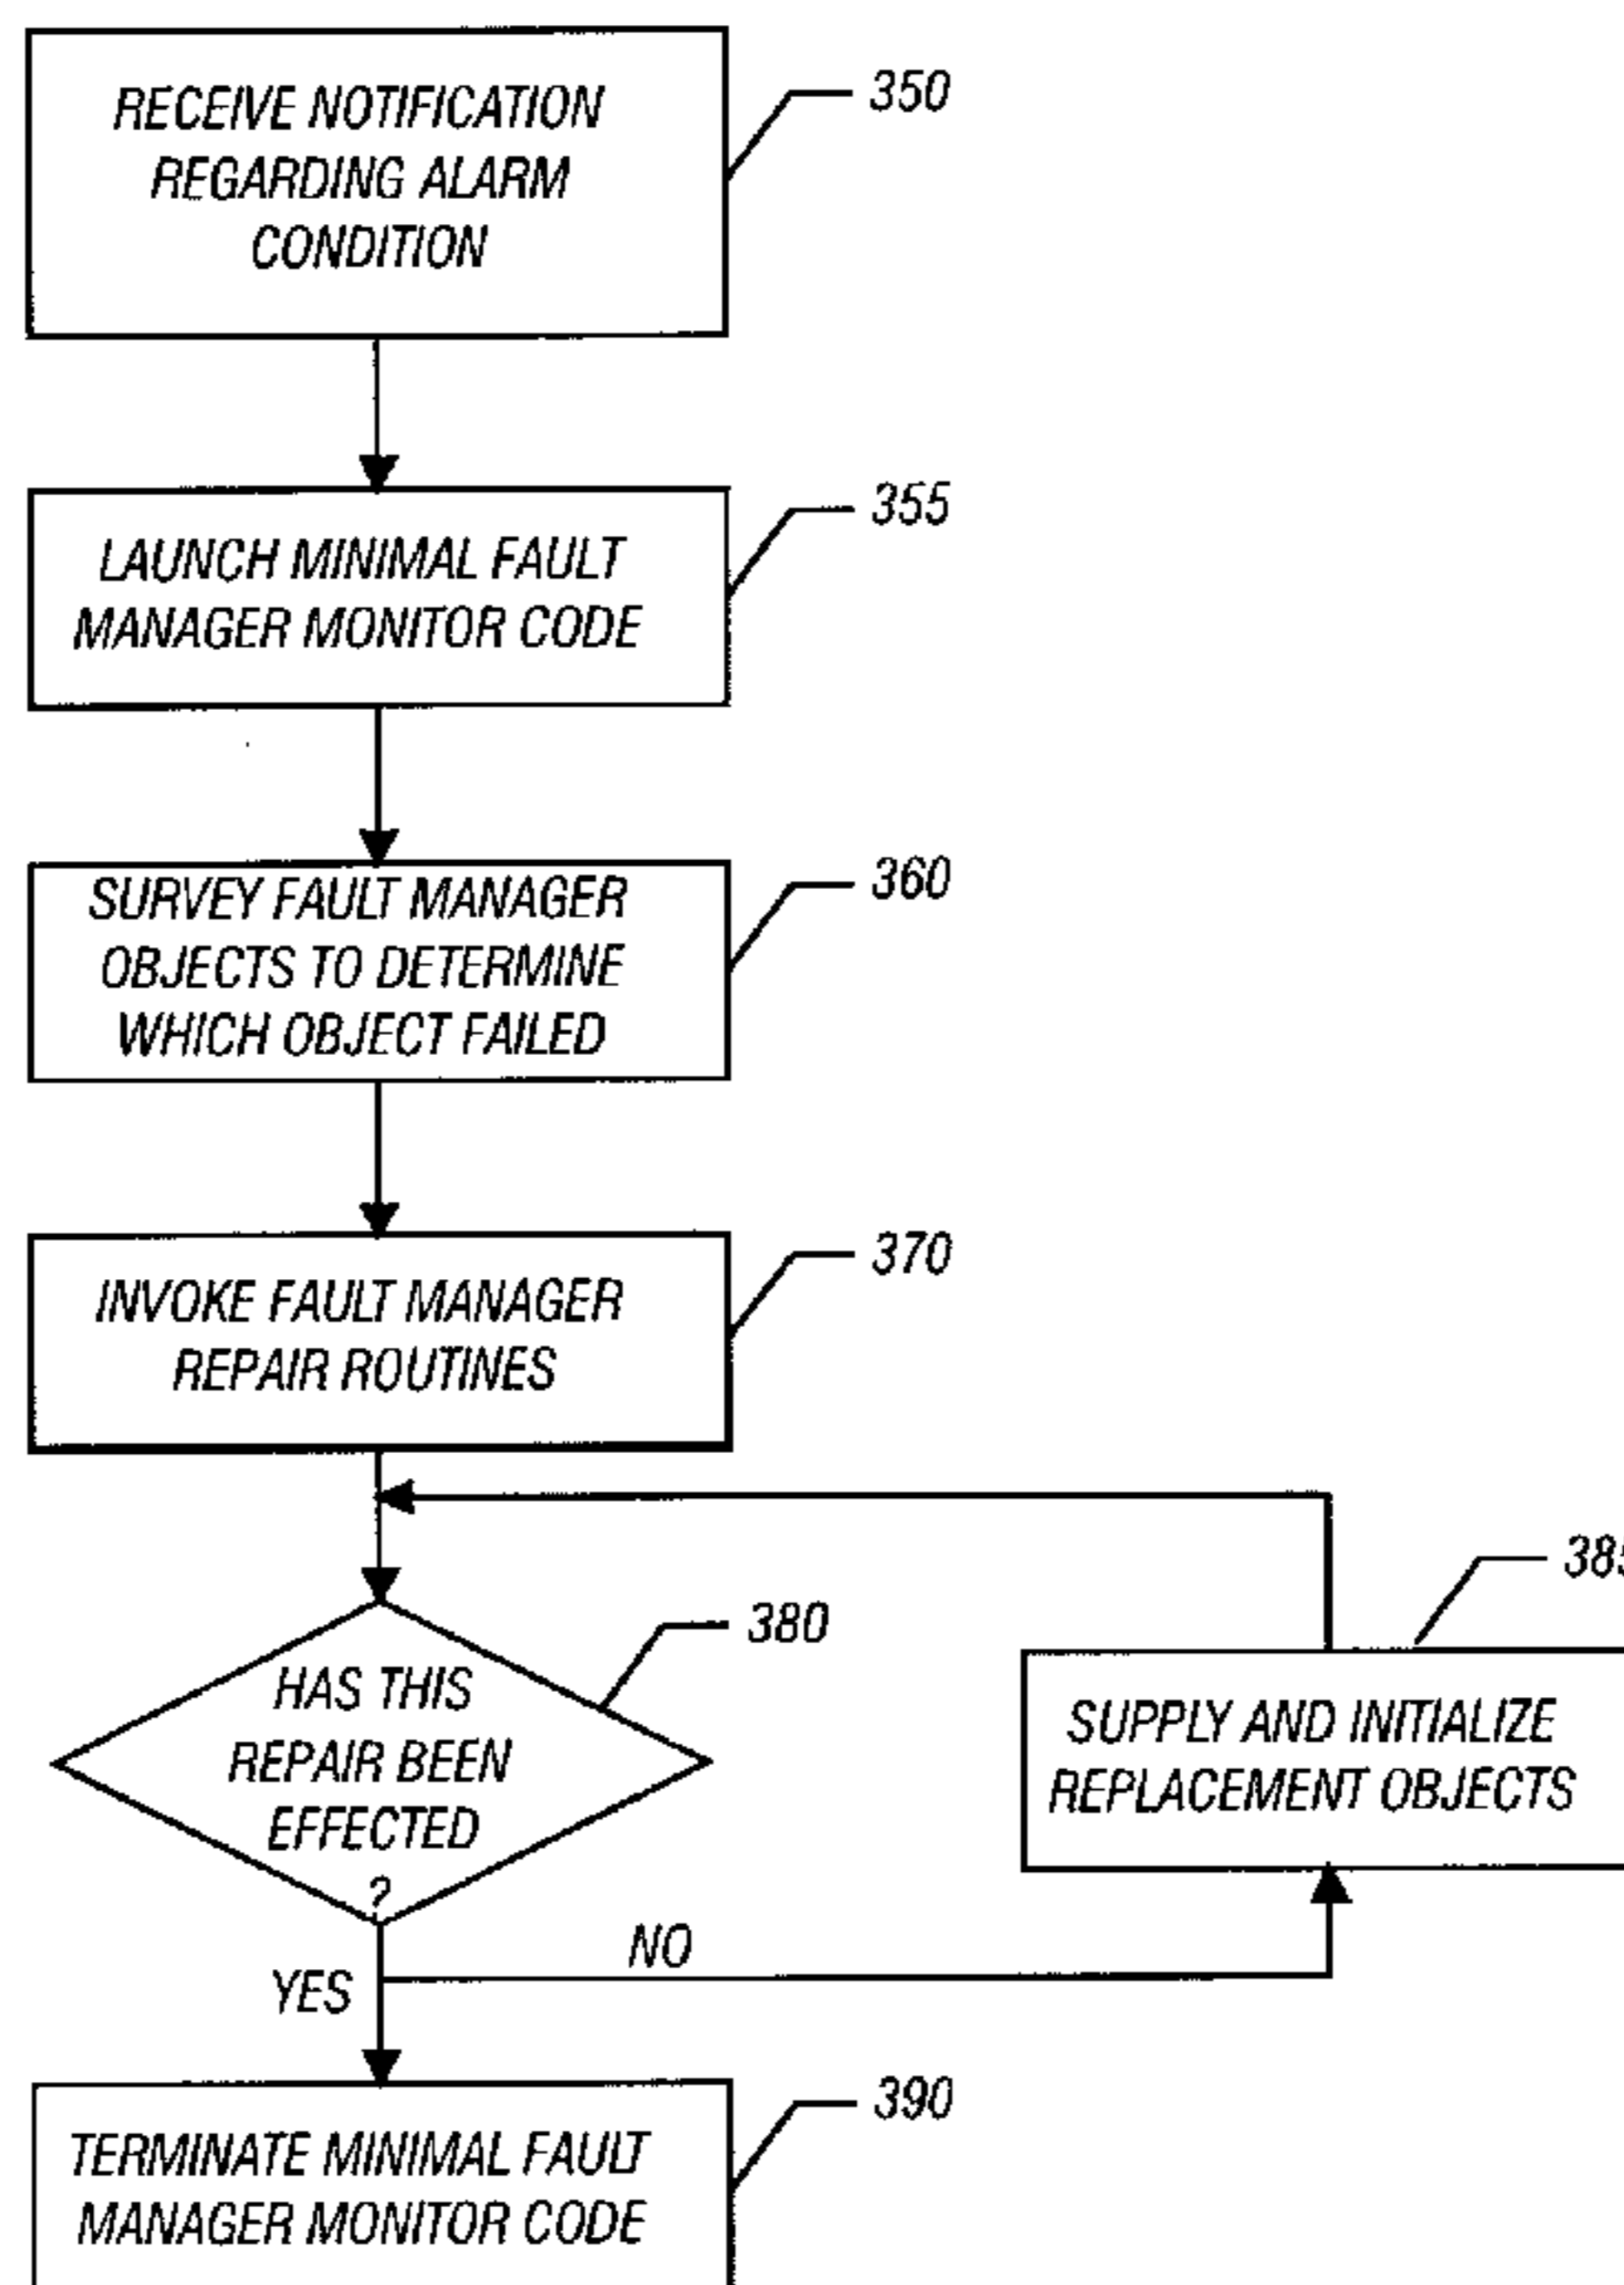 RECEIVE NOTIFICATION
REGARDING ALARM
CONDITION
350
LAUNCH MINIMAL FAULT
MANAGER MONITOR CODE
355
SURVEY FAULT MANAGER
OBJECTS TO DETERMINE
WHICH OBJECT FAILED
360
INVOKE FAULT MANAGER
REPAIR ROUTINES
370
HAS THIS
REPAIR BEEN
EFFECTED
?
380
SUPPLY AND INITIALIZE
REPLACEMENT OBJECTS
385
NO
YES
TERMINATE MINIMAL FAULT
MANAGER MONITOR CODE
390